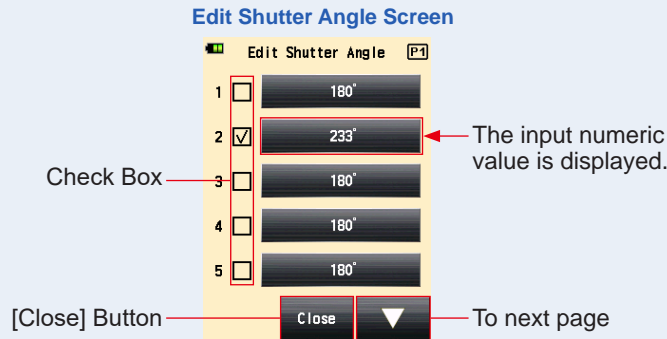 Edit Shutter Angle Screen
Edit Shutter Angle P1
1 180°
2 233°
The input numeric
value is displayed.
Check Box
3 180°
4 180°
5 180°
[Close] Button
Close
To next page